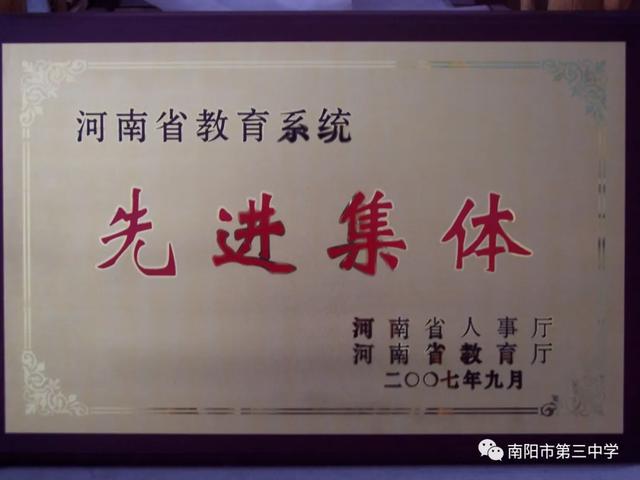 河南省教育系统
先进集体
河南省人事厅
河南省教育厅
二〇〇七年九月
南阳市第三中学